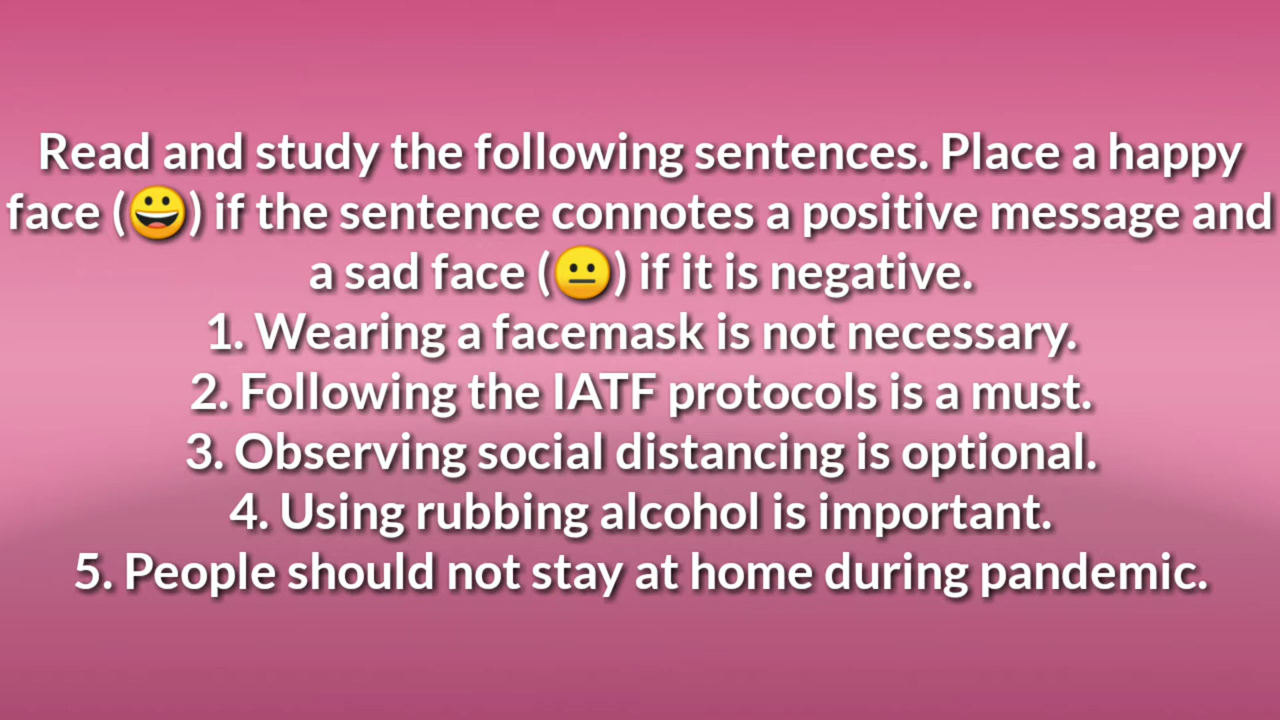 Read and study the following sentences. Place a happy
face (😀) if the sentence connotes a positive message and
a sad face (😐) if it is negative.
1. Wearing a facemask is not necessary.
2. Following the IATF protocols is a must.
3. Observing social distancing is optional.
4. Using rubbing alcohol is important.
5. People should not stay at home during pandemic.